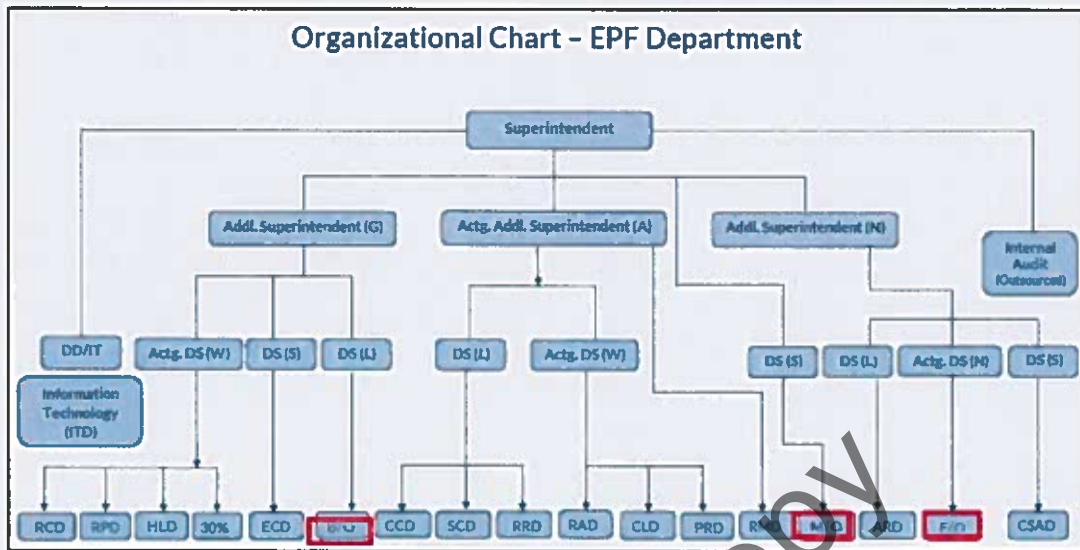 Organizational Chart – EPF Department
Superintendent
Addl. Superintendent (G)
Actg. Addl. Superintendent (A)
Addl. Superintendent (N)
Internal
Audit
(Outsourced)
DD/IT
Actg. DS (W)
DS (S)
DS (L)
DS (L)
Actg. DS (W)
DS (S)
DS (L)
Actg. DS (N)
DS (S)
Information
Technology
(ITD)
RCD
RPD
HLD
30%
ECD
CCD
SCD
RRD
RAD
CLD
PRD
ARD
CSAD